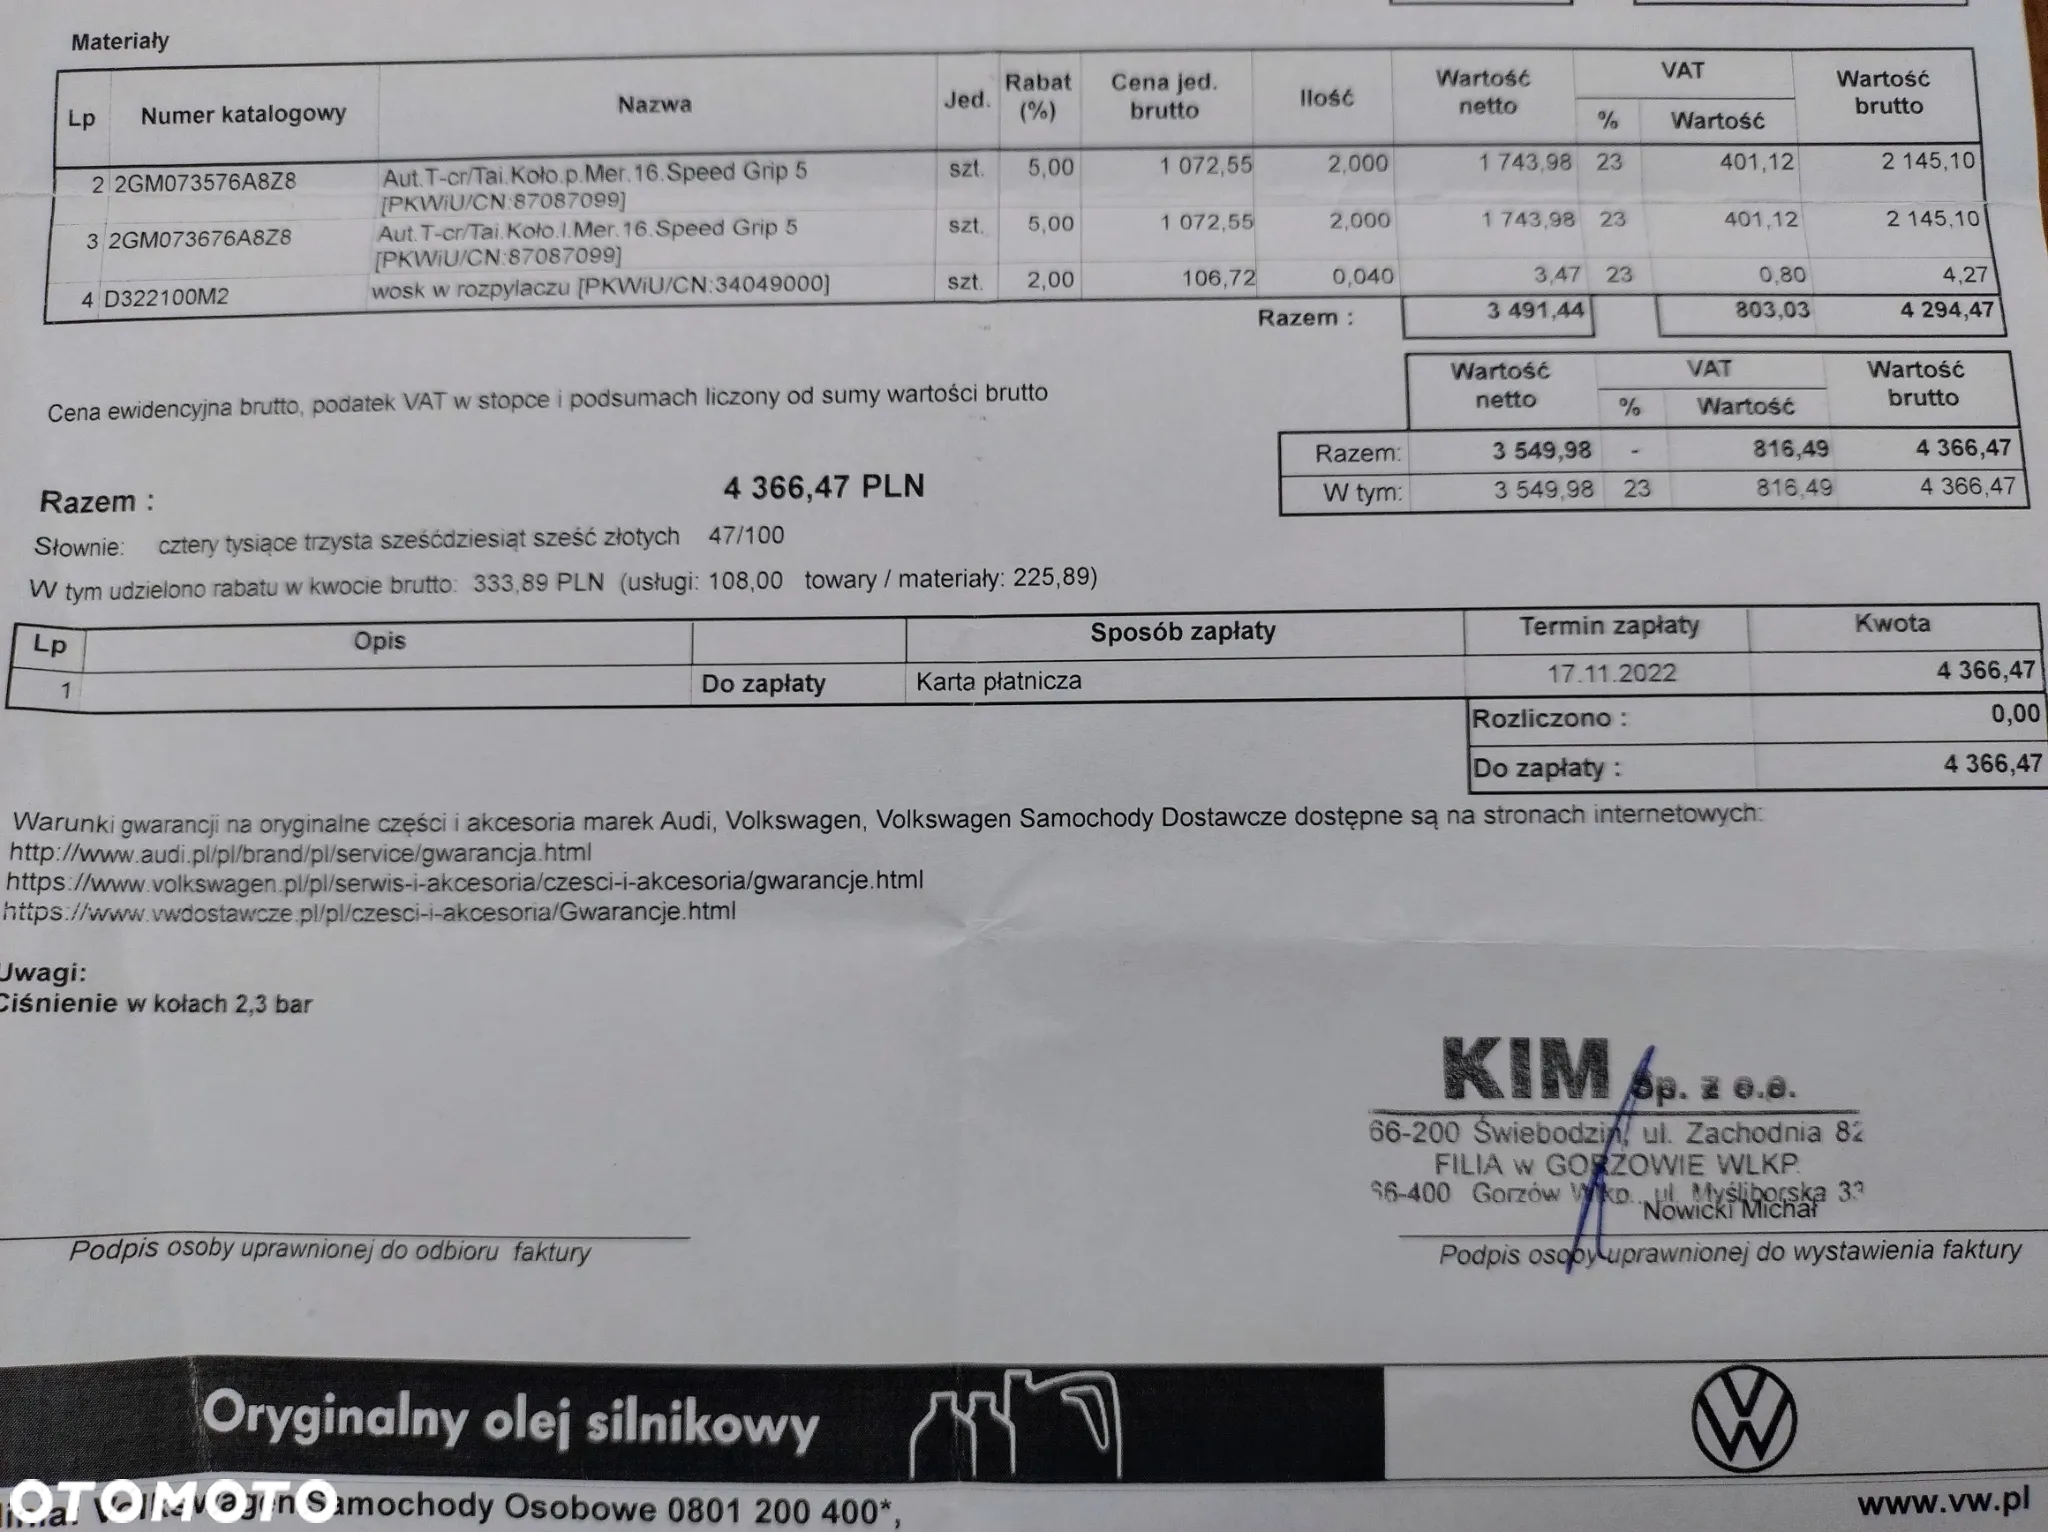 Materiały
Lp Numer katalogowy Nazwa Jed. Rabat (%) Cena jed. brutto Ilość Wartość netto VAT % Wartość Wartość brutto
2 2GM073576A8Z8 Aut.T-cr/Tai.Koło.p.Mer.16.Speed Grip 5 szt. 5,00 1 072,55 2,000 1 743,98 23 401,12 2 145,10
[PKWiU/CN:87087099]
3 2GM073676A8Z8 Aut.T-cr/Tai.Koło.l.Mer.16.Speed Grip 5 szt. 5,00 1 072,55 2,000 1 743,98 23 401,12 2 145,10
[PKWiU/CN:87087099]
4 D322100M2 wosk w rozpylaczu [PKWiU/CN:34049000] szt. 2,00 106,72 0,040 3,47 23 0,80 4,27
Razem : 3 491,44 803,03 4 294,47
Wartość netto VAT % Wartość Wartość brutto
Cena ewidencyjna brutto, podatek VAT w stopce i podsumach liczony od sumy wartości brutto
Razem: 3 549,98 - 816,49 4 366,47
W tym: 3 549,98 23 816,49 4 366,47
Razem : 4 366,47 PLN
Słownie: cztery tysiące trzysta sześćdziesiąt sześć złotych 47/100
W tym udzielono rabatu w kwocie brutto: 333,89 PLN (usługi: 108,00 towary / materiały: 225,89)
Lp Opis Sposób zapłaty Termin zapłaty Kwota
1 Do zapłaty Karta płatnicza 17.11.2022 4 366,47
Rozliczono : 0,00
Do zapłaty : 4 366,47
Warunki gwarancji na oryginalne części i akcesoria marek Audi, Volkswagen, Volkswagen Samochody Dostawcze dostępne są na stronach internetowych:
http://www.audi.pl/pl/brand/pl/service/gwarancja.html
https://www.volkswagen.pl/pl/serwis-i-akcesoria/czesci-i-akcesoria/gwarancje.html
https://www.vwdostawcze.pl/pl/czesci-i-akcesoria/Gwarancje.html
Uwagi:
Ciśnienie w kołach 2,3 bar
KIM Sp. z o.o.
66-200 Świebodzin, ul. Zachodnia 82
FILIA w GORZOWIE WLKP.
66-400 Gorzów Wlkp., ul. Myśliborska 33
Nowicki Michał
Podpis osoby uprawnionej do odbioru faktury
Podpis osoby uprawnionej do wystawienia faktury
Oryginalny olej silnikowy
OTOMOTO
Volkswagen Samochody Osobowe 0801 200 400*,
www.vw.pl